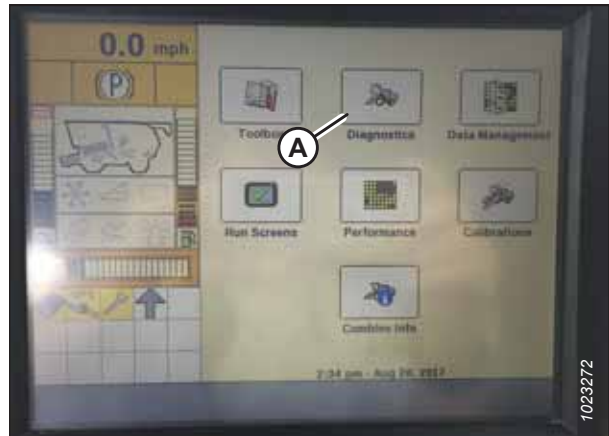 0.0 mph
(P)
Toolbox
Diagnostics
Data Management
A
Run Screens
Performance
Calibrations
Combine Info
2:34 pm - Aug 24, 2017
1023272